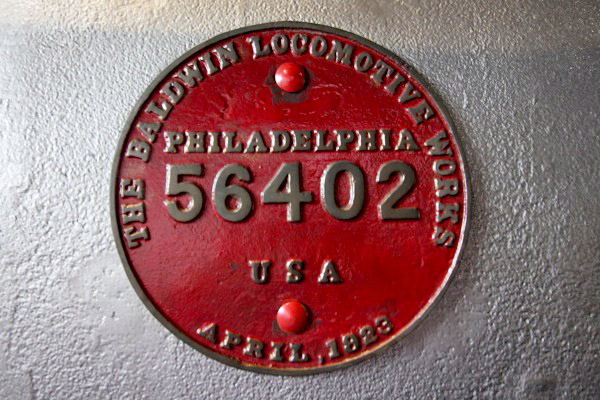 THE BALDWIN LOCOMOTIVE WORKS
PHILADELPHIA
56402
USA
APRIL, 1923